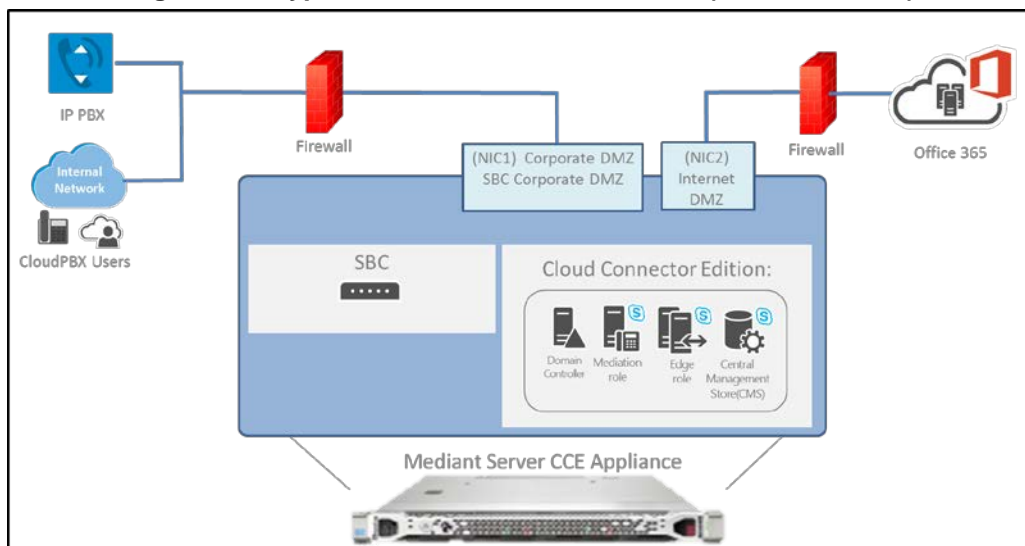 IP PBX
Internal
Network
CloudPBX Users
Firewall
(NIC1) Corporate DMZ
SBC Corporate DMZ
(NIC2)
Internet
DMZ
Firewall
Office 365
SBC
Cloud Connector Edition:
Domain
Controller
Mediation
role
Edge
role
Central
Management
Store(CMS)
Mediant Server CCE Appliance